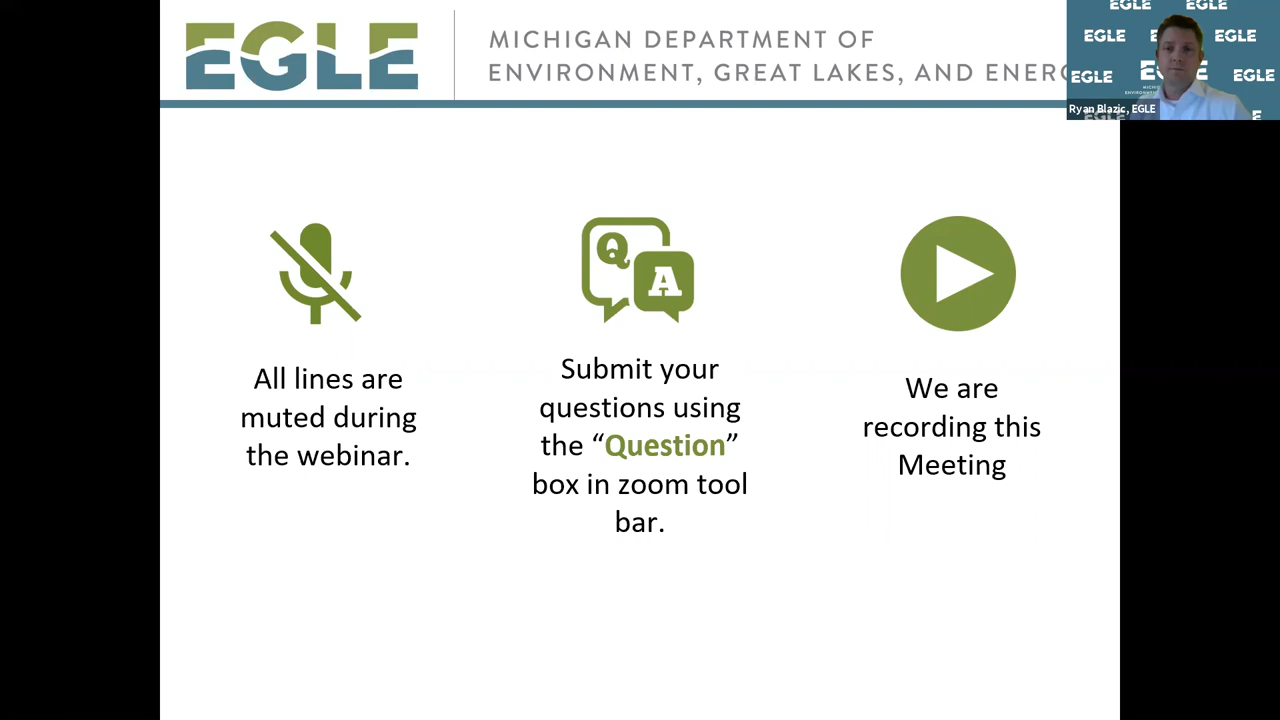 EGLE
MICHIGAN DEPARTMENT OF
ENVIRONMENT, GREAT LAKES, AND ENERG
EGLE EGLE
EGLE E EGLE
EGLE EGLE EGLE
Ryan Blazic, EGLE
Q
A
All lines are
muted during
the webinar.
Submit your
questions using
the “Question”
box in zoom tool
bar.
We are
recording this
Meeting